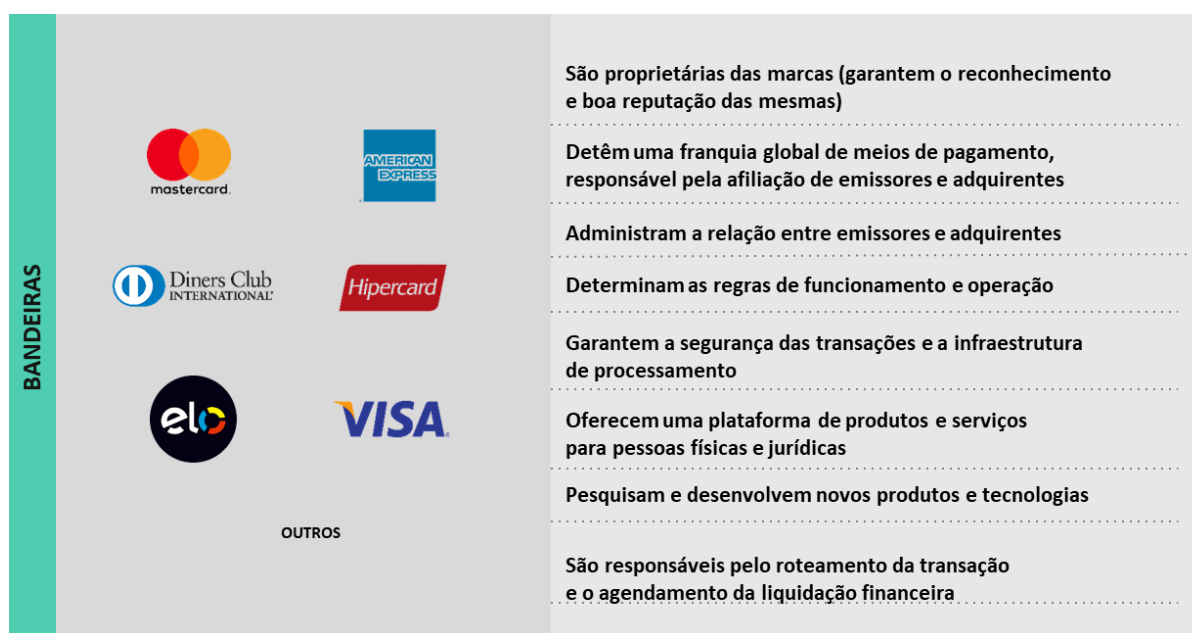 BANDEIRAS
mastercard.
AMERICAN
EXPRESS
Diners Club
INTERNATIONAL
Hipercard
elo
VISA
OUTROS
São proprietárias das marcas (garantem o reconhecimento
e boa reputação das mesmas)
Detêm uma franquia global de meios de pagamento,
responsável pela afiliação de emissores e adquirentes
Administram a relação entre emissores e adquirentes
Determinam as regras de funcionamento e operação
Garantem a segurança das transações e a infraestrutura
de processamento
Oferecem uma plataforma de produtos e serviços
para pessoas físicas e jurídicas
Pesquisam e desenvolvem novos produtos e tecnologias
São responsáveis pelo roteamento da transação
e o agendamento da liquidação financeira